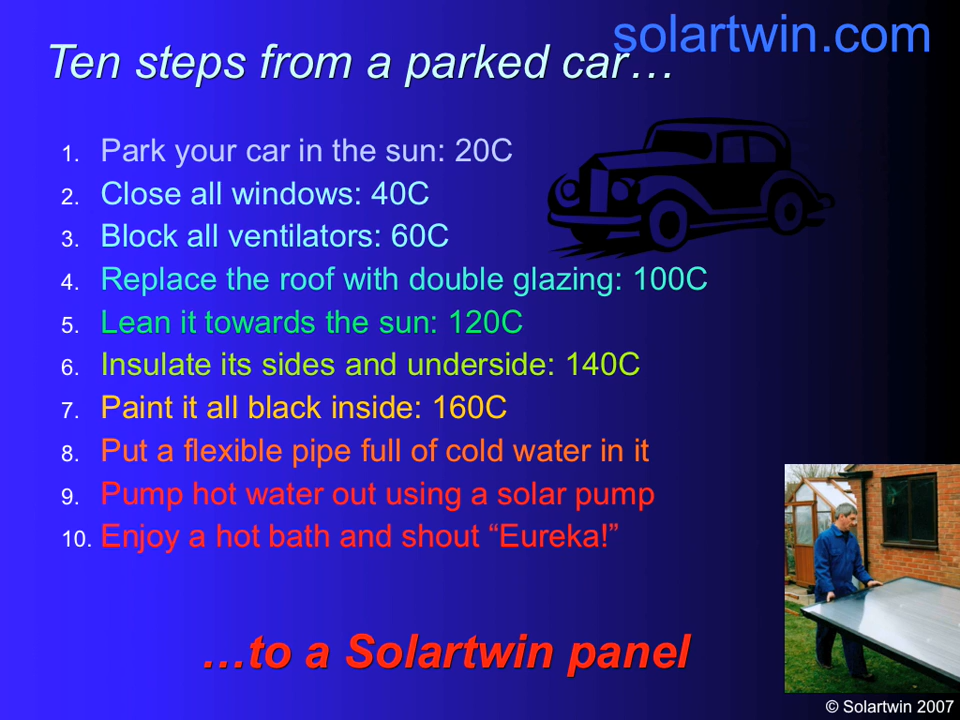 solartwin.com
Ten steps from a parked car…
1. Park your car in the sun: 20C
2. Close all windows: 40C
3. Block all ventilators: 60C
4. Replace the roof with double glazing: 100C
5. Lean it towards the sun: 120C
6. Insulate its sides and underside: 140C
7. Paint it all black inside: 160C
8. Put a flexible pipe full of cold water in it
9. Pump hot water out using a solar pump
10. Enjoy a hot bath and shout “Eureka!”
…to a Solartwin panel
© Solartwin 2007